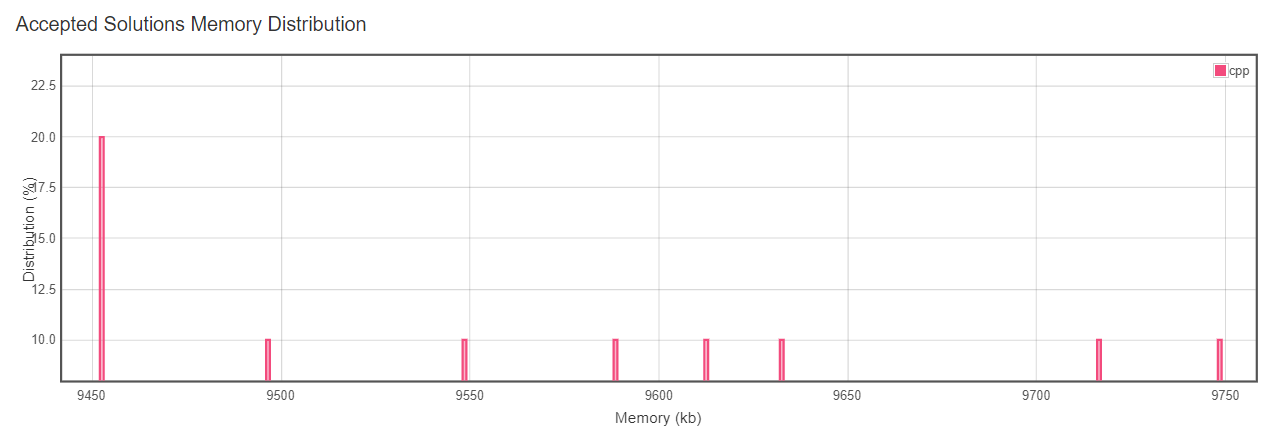 Accepted Solutions Memory Distribution
cpp
22.5
20.0
17.5
15.0
12.5
10.0
Distribution (%)
9450 9500 9550 9600 9650 9700 9750
Memory (kb)